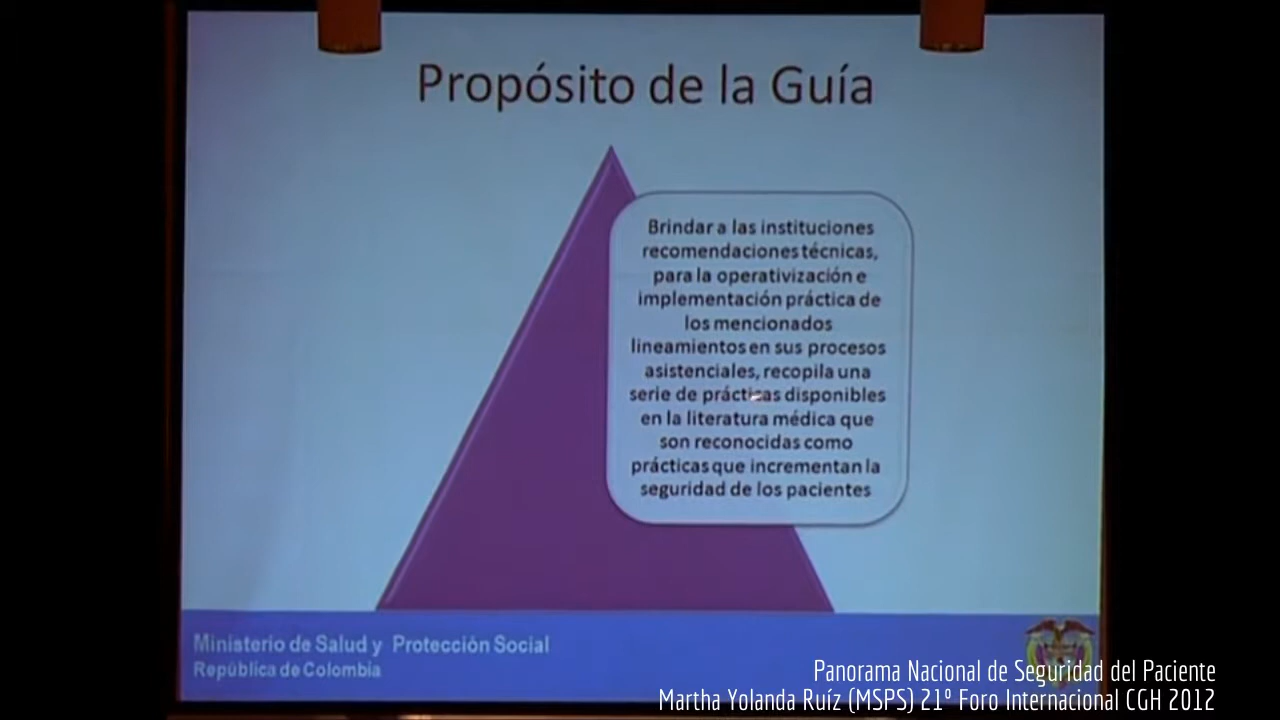 Propósito de la Guía
Brindar a las instituciones
recomendaciones técnicas,
para la operativización e
implementación práctica de
los mencionados
lineamientos en sus procesos
asistenciales, recopila una
serie de prácticas disponibles
en la literatura médica que
son reconocidas como
prácticas que incrementan la
seguridad de los pacientes
Ministerio de Salud y Protección Social
República de Colombia
Panorama Nacional de Seguridad del Paciente
Martha Yolanda Ruíz (MSPS) 21º Foro Internacional CGH 2012